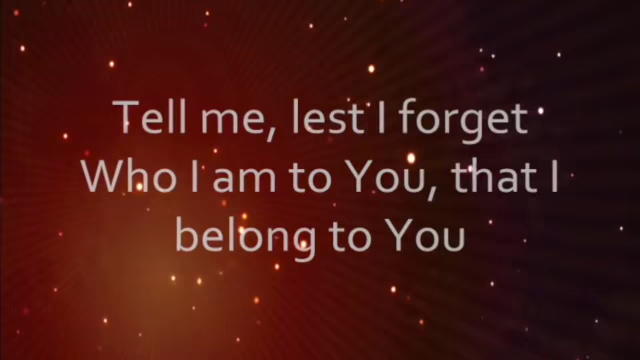 Tell me, lest I forget
Who I am to You, that I
belong to You